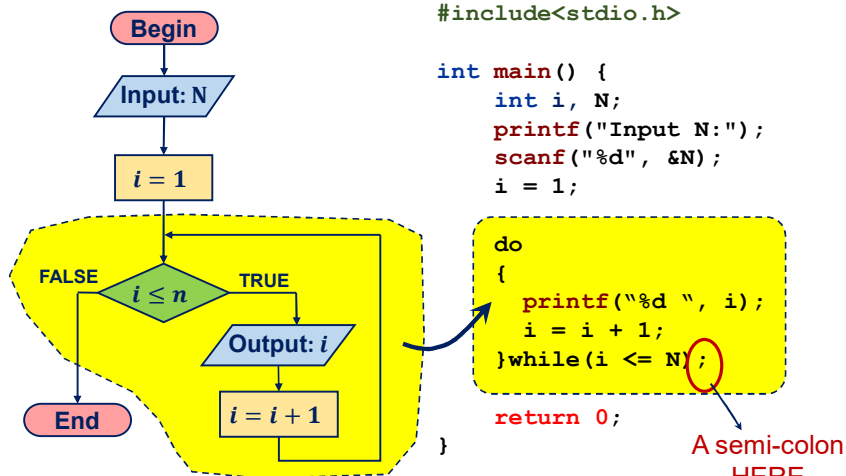 Begin
Input: N
i = 1
FALSE
i ≤ n
TRUE
Output: i
i = i + 1
End
#include<stdio.h>
int main() {
int i, N;
printf("Input N:");
scanf("%d", &N);
i = 1;
do
{
printf(“%d “, i);
i = i + 1;
}while(i <= N);
return 0;
}
A semi-colon
HERE